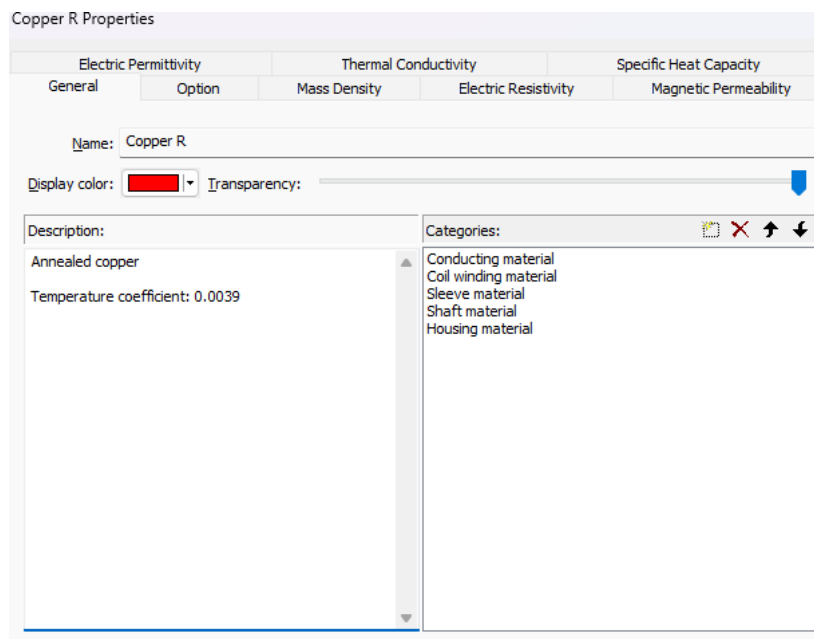 Copper R Properties
Electric Permittivity Thermal Conductivity Specific Heat Capacity
General Option Mass Density Electric Resistivity Magnetic Permeability
Name: Copper R
Display color: Transparency:
Description:
Annealed copper
Temperature coefficient: 0.0039
Categories:
Conducting material
Coil winding material
Sleeve material
Shaft material
Housing material